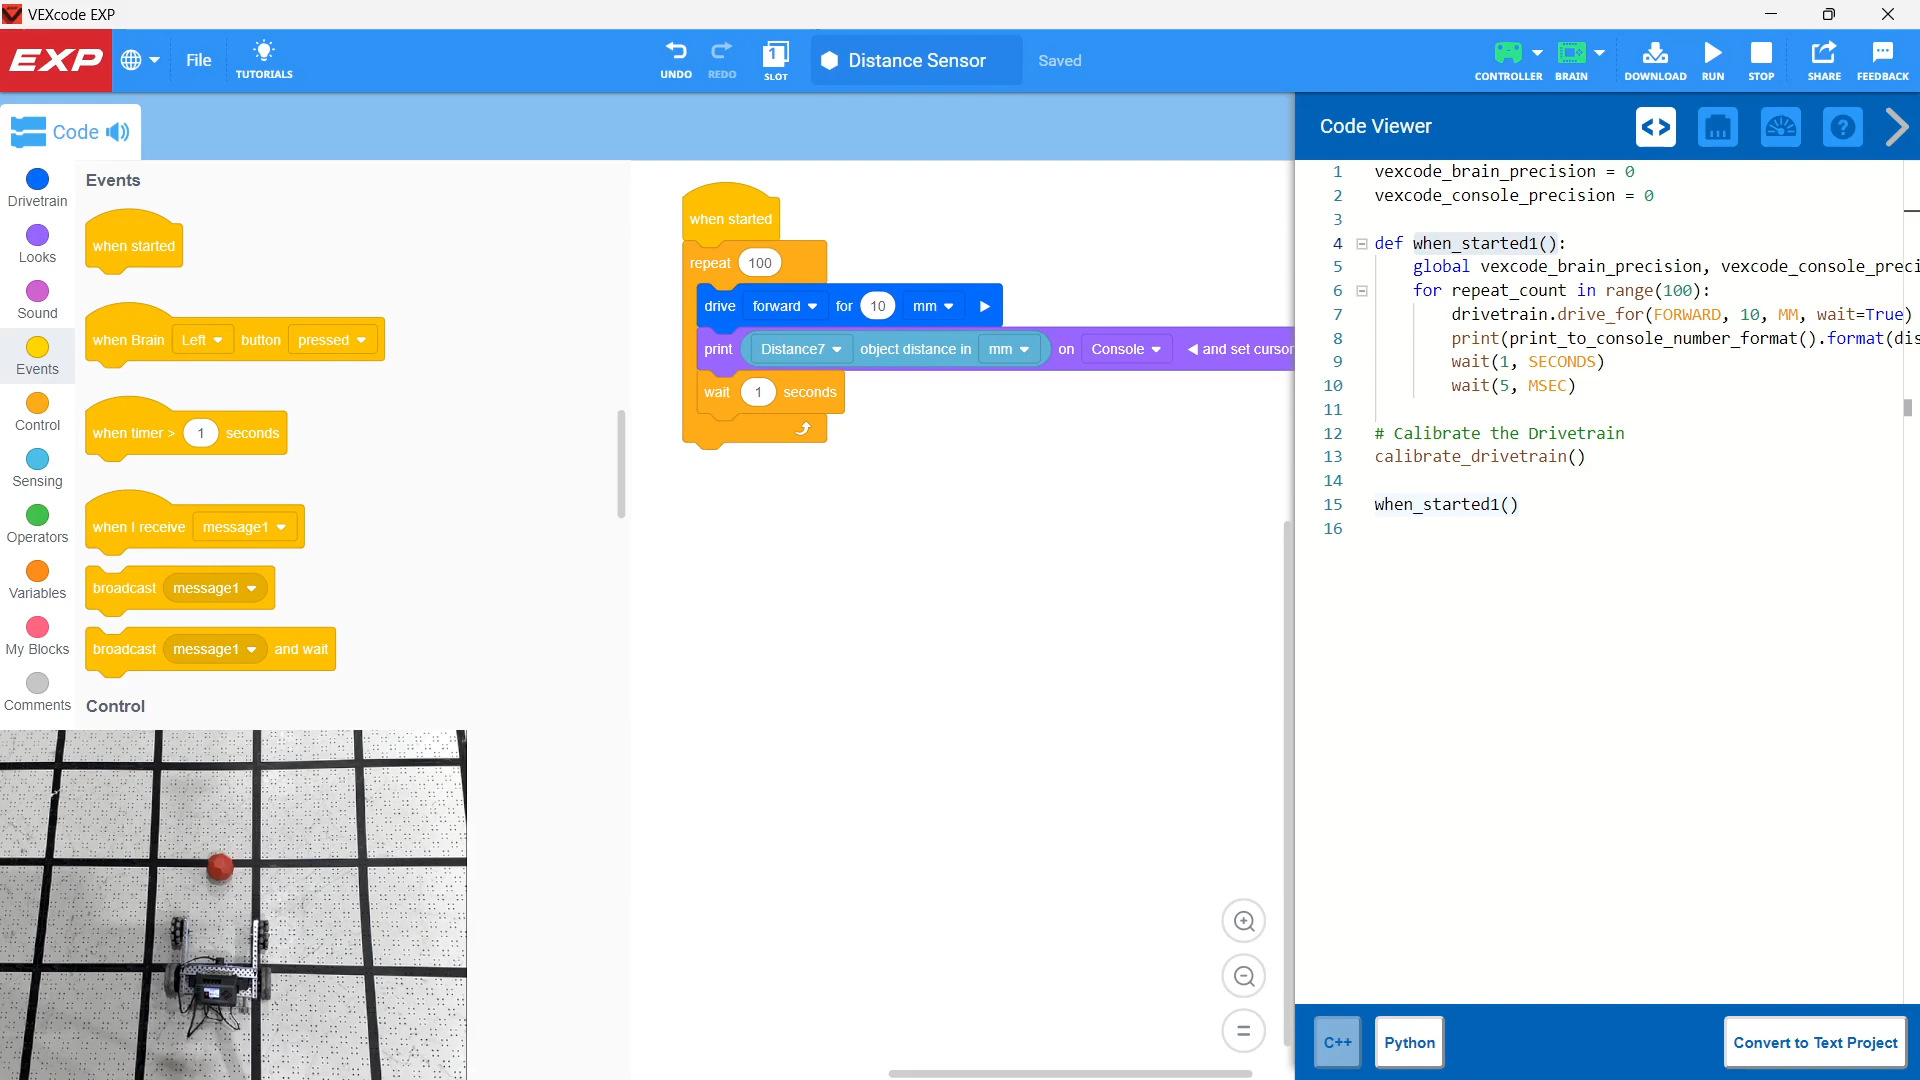 VEXcode EXP
EXP
File
TUTORIALS
UNDO
REDO
1
SLOT
Distance Sensor
Saved
CONTROLLER
BRAIN
DOWNLOAD
RUN
STOP
SHARE
FEEDBACK
Code
Code Viewer
<>
?
Drivetrain
Looks
Sound
Events
Control
Sensing
Operators
Variables
My Blocks
Comments
Events
when started
when Brain Left button pressed
when timer > 1 seconds
when I receive message1
broadcast message1
broadcast message1 and wait
Control
when started
repeat 100
drive forward for 10 mm
print Distance7 object distance in mm on Console and set cursor
wait 1 seconds
1 vexcode_brain_precision = 0
2 vexcode_console_precision = 0
3
4 def when_started1():
5 global vexcode_brain_precision, vexcode_console_preci
6 for repeat_count in range(100):
7 drivetrain.drive_for(FORWARD, 10, MM, wait=True)
8 print(print_to_console_number_format().format(dis
9 wait(1, SECONDS)
10 wait(5, MSEC)
11
12 # Calibrate the Drivetrain
13 calibrate_drivetrain()
14
15 when_started1()
16
C++
Python
Convert to Text Project